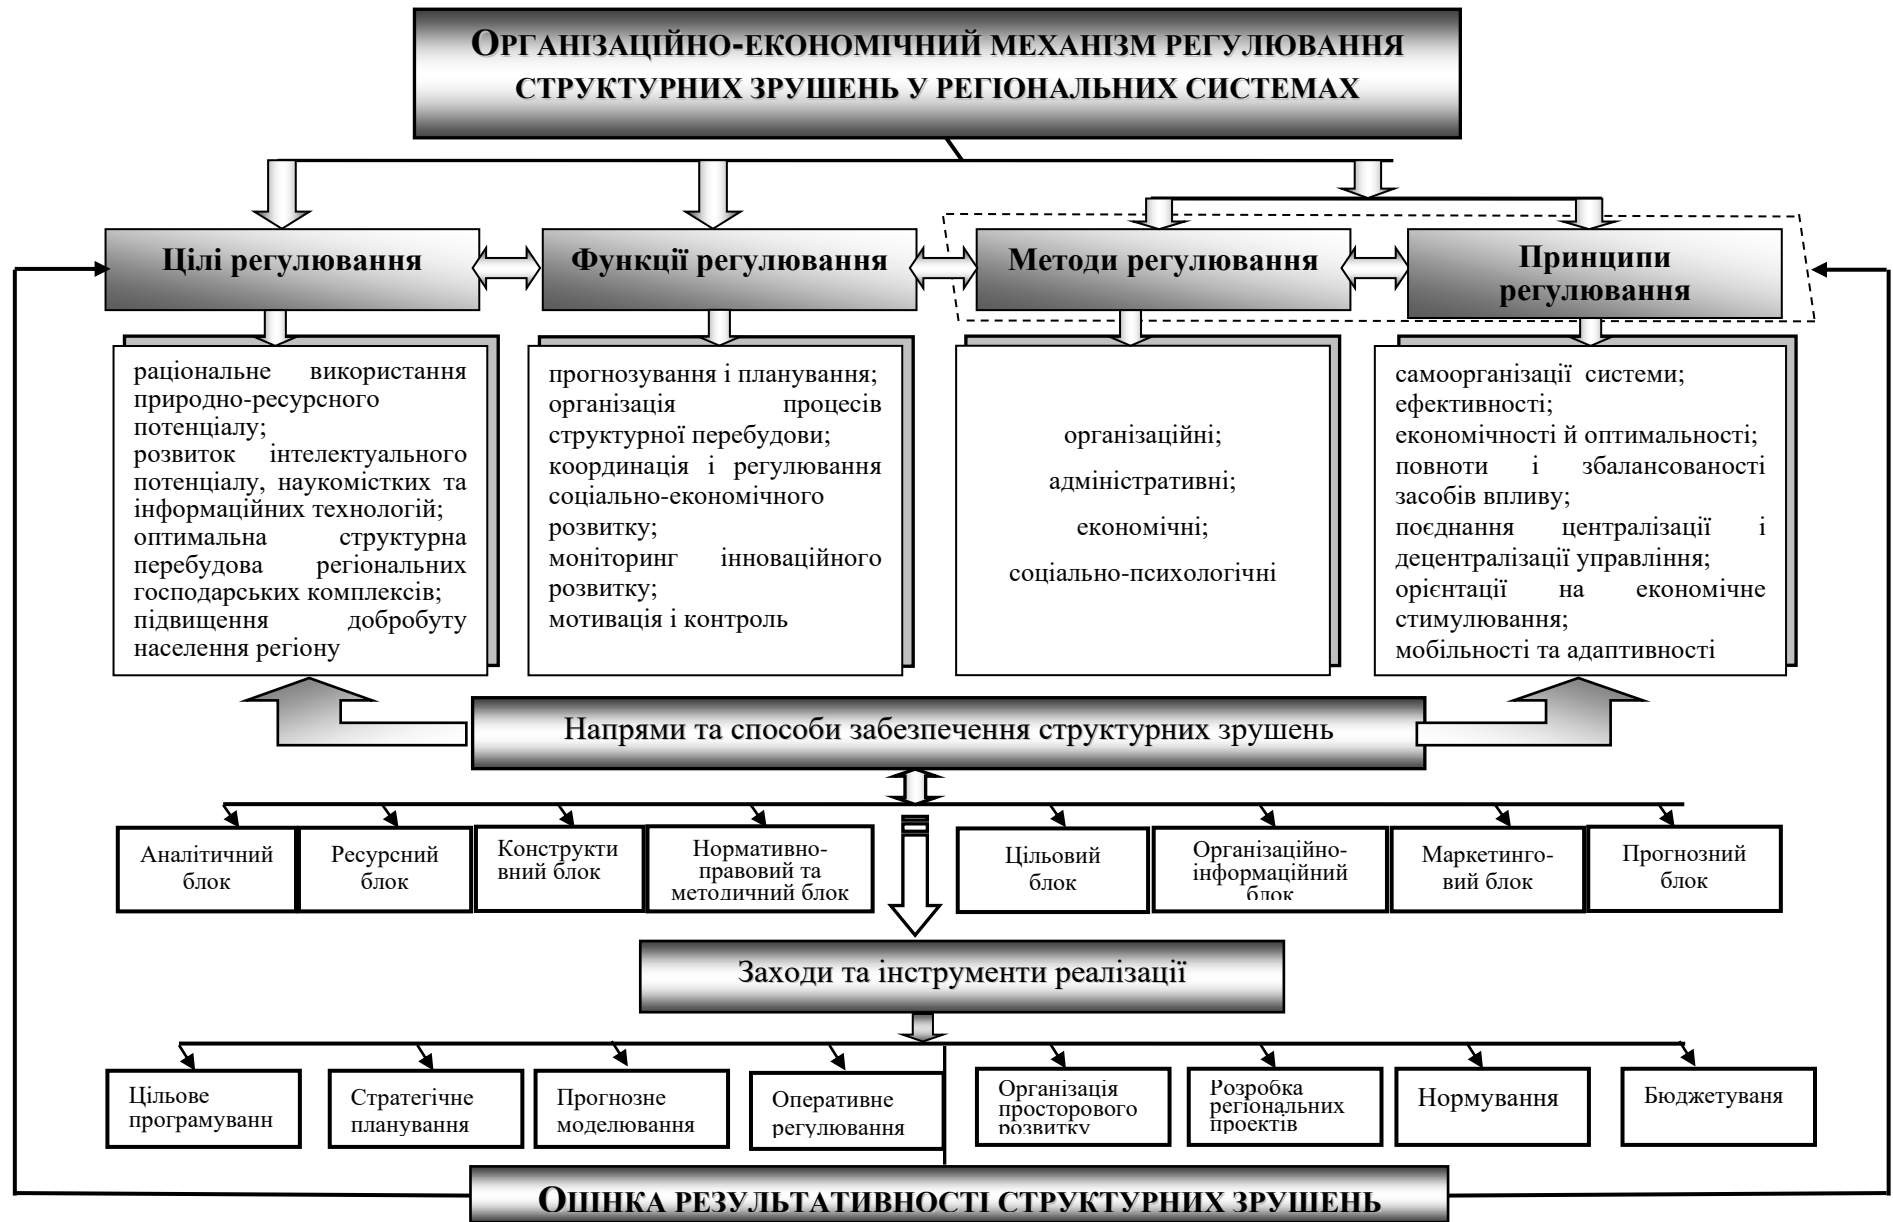 ОРГАНІЗАЦІЙНО-ЕКОНОМІЧНИЙ МЕХАНІЗМ РЕГУЛЮВАННЯ
СТРУКТУРНИХ ЗРУШЕНЬ У РЕГІОНАЛЬНИХ СИСТЕМАХ
Цілі регулювання
Функції регулювання
Методи регулювання
Принципи
регулювання
раціональне використання
природно-ресурсного
потенціалу;
розвиток інтелектуального
потенціалу, наукомістких та
інформаційних технологій;
оптимальна структурна
перебудова регіональних
господарських комплексів;
підвищення добробуту
населення регіону
прогнозування і планування;
організація процесів
структурної перебудови;
координація і регулювання
соціально-економічного
розвитку;
моніторинг інноваційного
розвитку;
мотивація і контроль
організаційні;
адміністративні;
економічні;
соціально-психологічні
самоорганізації системи;
ефективності;
економічності й оптимальності;
повноти і збалансованості
засобів впливу;
поєднання централізації і
децентралізації управління;
орієнтації на економічне
стимулювання;
мобільності та адаптивності
Напрями та способи забезпечення структурних зрушень
Аналітичний
блок
Ресурсний
блок
Конструкти
вний блок
Нормативно-
правовий та
методичний блок
Цільовий
блок
Організаційно-
інформаційний
блок
Маркетинго-
вий блок
Прогнозний
блок
Заходи та інструменти реалізації
Цільове
програмуванн
Стратегічне
планування
Прогнозне
моделювання
Оперативне
регулювання
Організація
просторового
розвитку
Розробка
регіональних
проектів
Нормування
Бюджетуваня
ОЦІНКА РЕЗУЛЬТАТИВНОСТІ СТРУКТУРНИХ ЗРУШЕНЬ